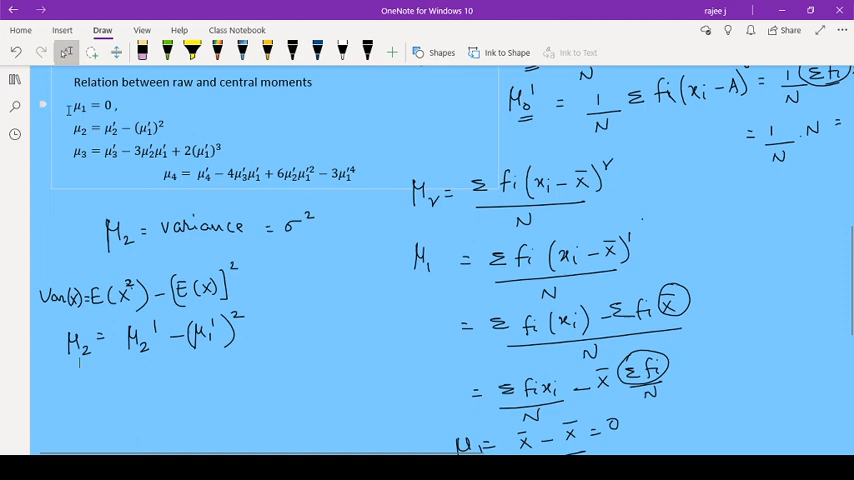 OneNote for Windows 10
rajee j
Home Insert Draw View Help Class Notebook
Share
Shapes Ink to Shape Ink to Text
Relation between raw and central moments
μ₁ = 0 ,
μ₂ = μ₂′ − (μ₁′)²
μ₃ = μ₃′ − 3μ₂′μ₁′ + 2(μ₁′)³
μ₄ = μ₄′ − 4μ₃′μ₁′ + 6μ₂′μ₁′² − 3μ₁′⁴
μ₂ = variance = σ²
Var(x) = E(x²) − [E(x)]²
μ₂ = μ₂′ − (μ₁′)²
μ₀′ = 1/N Σ fi (xi − A)⁰ = 1/N (Σ fi)
= 1/N . N =
μᵣ = Σ fi (xi − x̄)ʳ / N
μ₁ = Σ fi (xi − x̄)¹ / N
= Σ fi (xi) − Σ fi x̄ / N
= Σ fi xi / N − x̄ Σ fi / N
μ₁ = x̄ − x̄ = 0